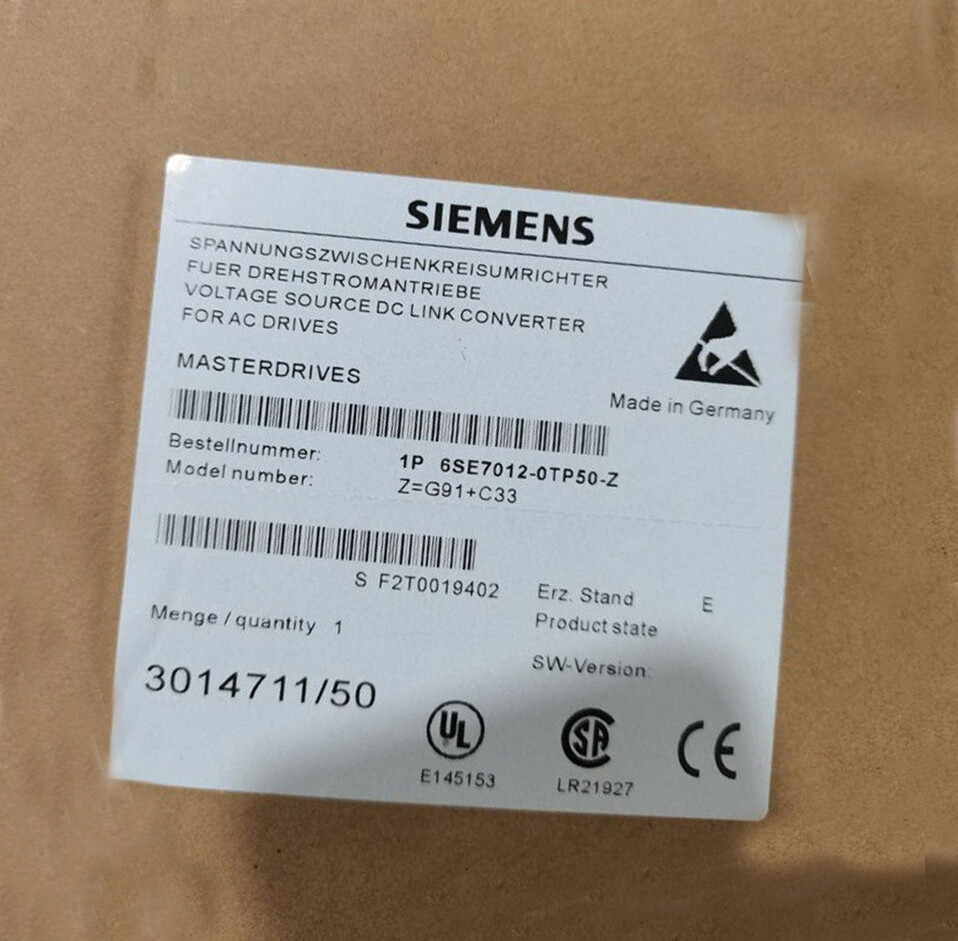 SIEMENS
SPANNUNGSZWISCHENKREISUMRICHTER
FUER DREHSTROMANTRIEBE
VOLTAGE SOURCE DC LINK CONVERTER
FOR AC DRIVES
MASTERDRIVES
Made in Germany
Bestellnummer: 1P 6SE7012-0TP50-Z
Model number: Z=G91+C33
S F2T0019402
Erz. Stand E
Product state
Menge / quantity 1
SW-Version:
3014711/50
UL
E145153
SA
LR21927
CE